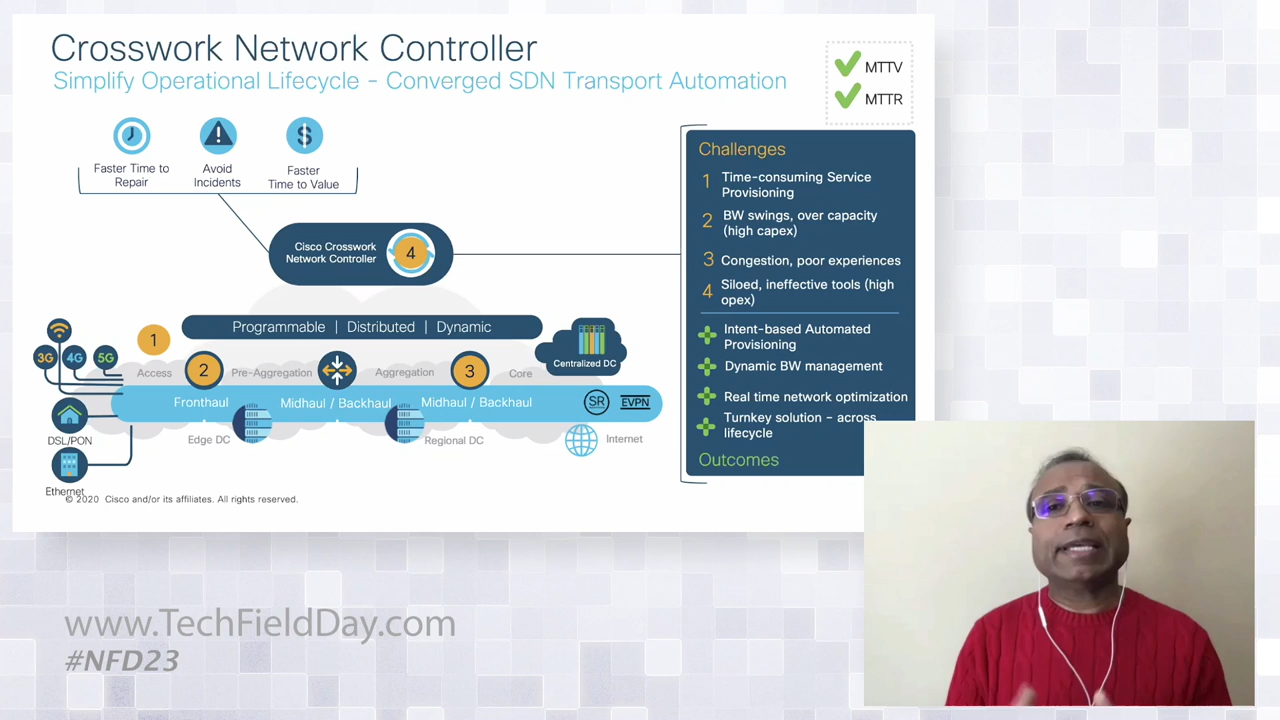 Crosswork Network Controller
Simplify Operational Lifecycle - Converged SDN Transport Automation
MTTV
MTTR
Faster Time to
Repair
Avoid
Incidents
$
Faster
Time to Value
Cisco Crosswork
Network Controller
4
Challenges
1 Time-consuming Service
Provisioning
2 BW swings, over capacity
(high capex)
3 Congestion, poor experiences
4 Siloed, ineffective tools (high
opex)
Intent-based Automated
Provisioning
Dynamic BW management
Real time network optimization
Turnkey solution - across
lifecycle
Outcomes
Programmable | Distributed | Dynamic
Centralized DC
1
3G
4G
5G
Access
2
Pre-Aggregation
Aggregation
3
Core
Fronthaul
Midhaul / Backhaul
Midhaul / Backhaul
SR
EVPN
DSL/PON
Edge DC
Regional DC
Internet
Ethernet
© 2020 Cisco and/or its affiliates. All rights reserved.
www.TechFieldDay.com
#NFD23